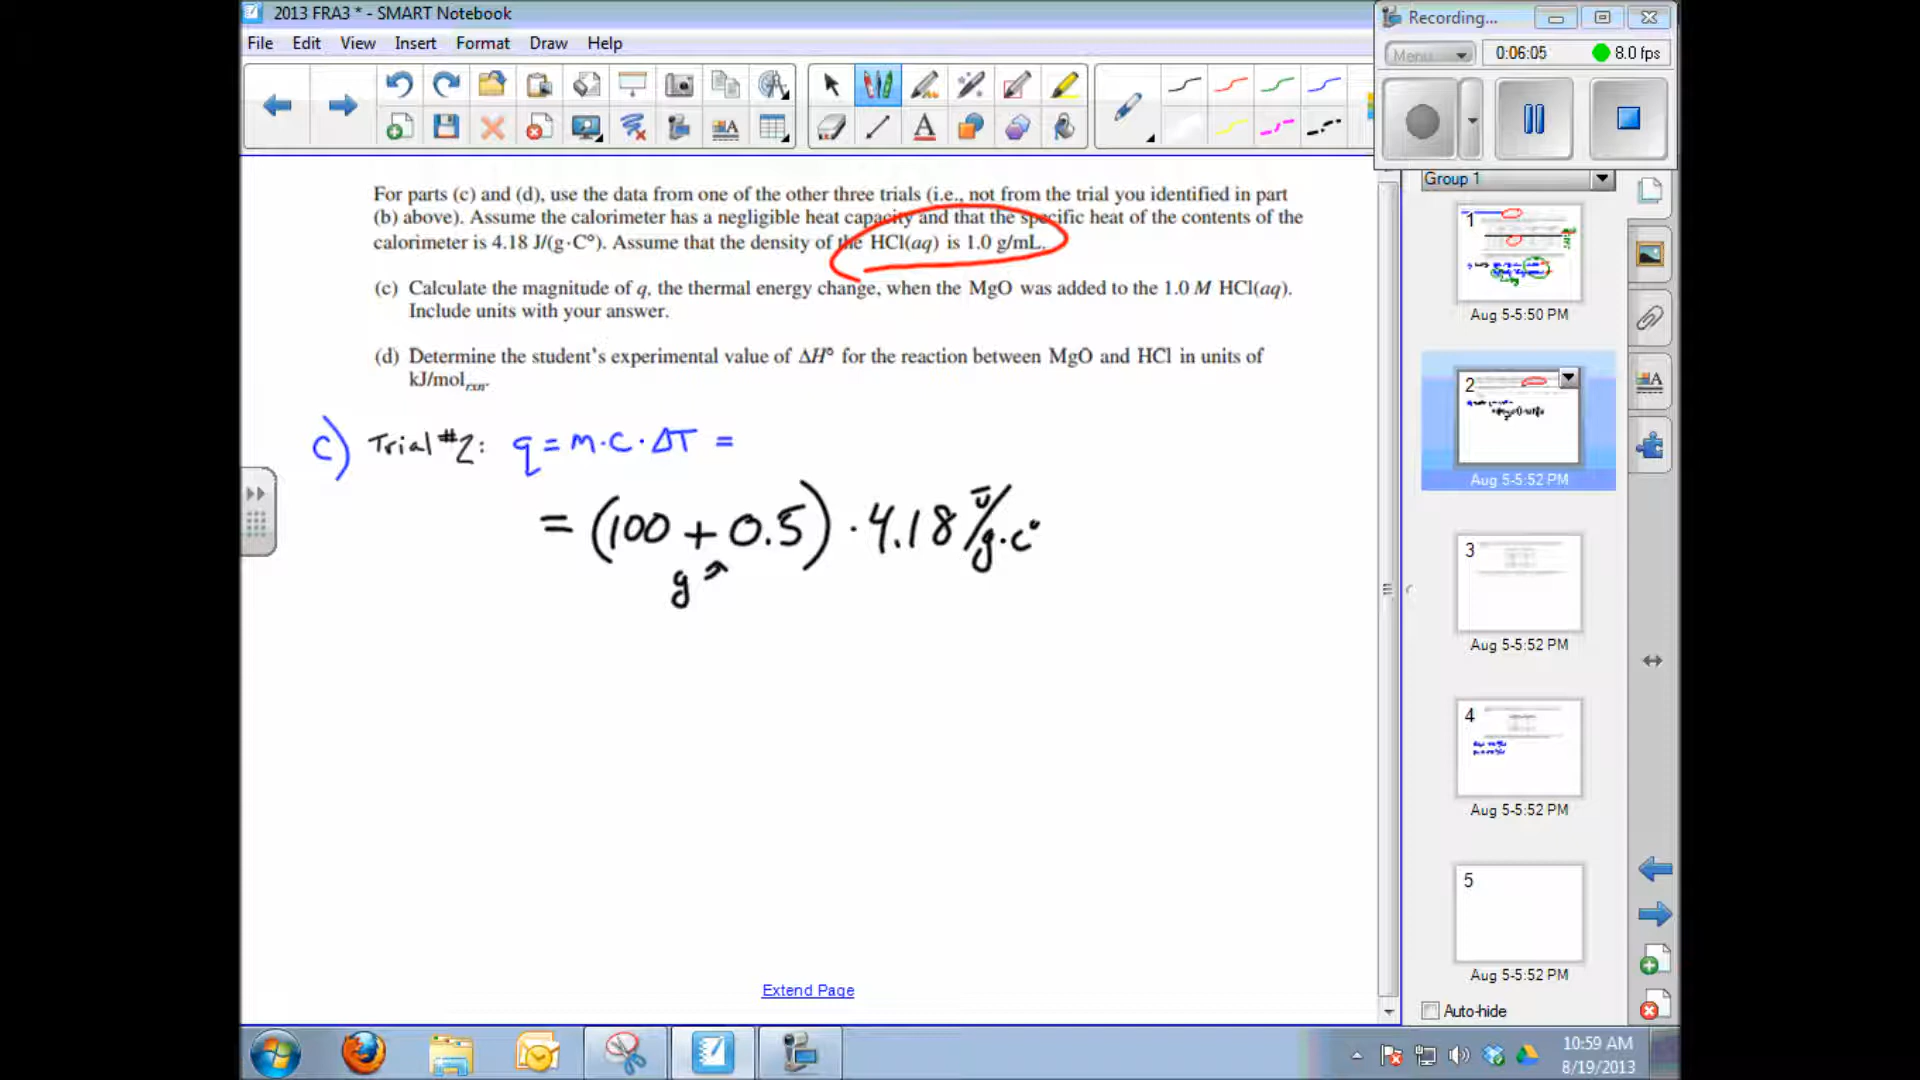 2013 FRA3 * - SMART Notebook
File Edit View Insert Format Draw Help
Recording...
Menu
0:06:05
8.0 fps
For parts (c) and (d), use the data from one of the other three trials (i.e., not from the trial you identified in part
(b) above). Assume the calorimeter has a negligible heat capacity and that the specific heat of the contents of the
calorimeter is 4.18 J/(g·C°). Assume that the density of the HCl(aq) is 1.0 g/mL.
(c) Calculate the magnitude of q, the thermal energy change, when the MgO was added to the 1.0 M HCl(aq).
Include units with your answer.
(d) Determine the student's experimental value of ΔH° for the reaction between MgO and HCl in units of
kJ/mol_rxn.
c) Trial #2: q = m·c·ΔT =
= (100 + 0.5) · 4.18 J/g·C°
g
Extend Page
Group 1
1
Aug 5-5:50 PM
2
Aug 5-5:52 PM
3
Aug 5-5:52 PM
4
Aug 5-5:52 PM
5
Aug 5-5:52 PM
Auto-hide
10:59 AM
8/19/2013